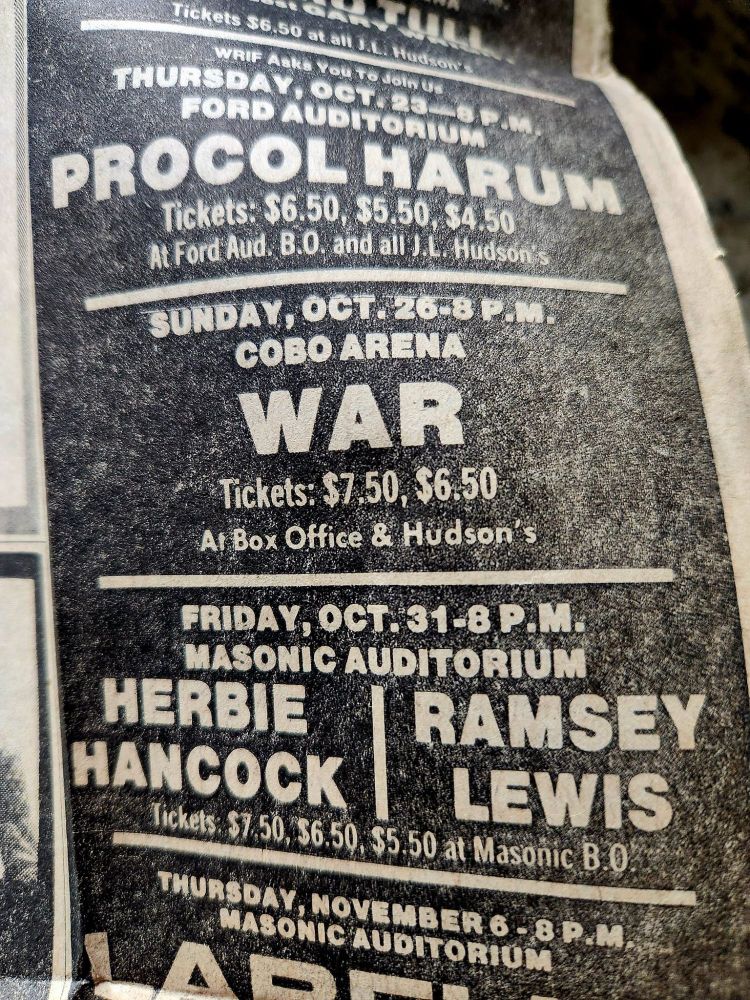 Tickets $6.50 at all J.L. Hudson's
WRIF Asks You To Join Us
THURSDAY, OCT. 23—8 P.M.
FORD AUDITORIUM
PROCOL HARUM
Tickets: $6.50, $5.50, $4.50
At Ford Aud. B.O. and all J.L. Hudson's
SUNDAY, OCT. 26-8 P.M.
COBO ARENA
WAR
Tickets: $7.50, $6.50
At Box Office & Hudson's
FRIDAY, OCT. 31-8 P.M.
MASONIC AUDITORIUM
HERBIE HANCOCK
RAMSEY LEWIS
Tickets: $7.50, $6.50, $5.50 at Masonic B.O.
THURSDAY, NOVEMBER 6 - 8 P.M.
MASONIC AUDITORIUM